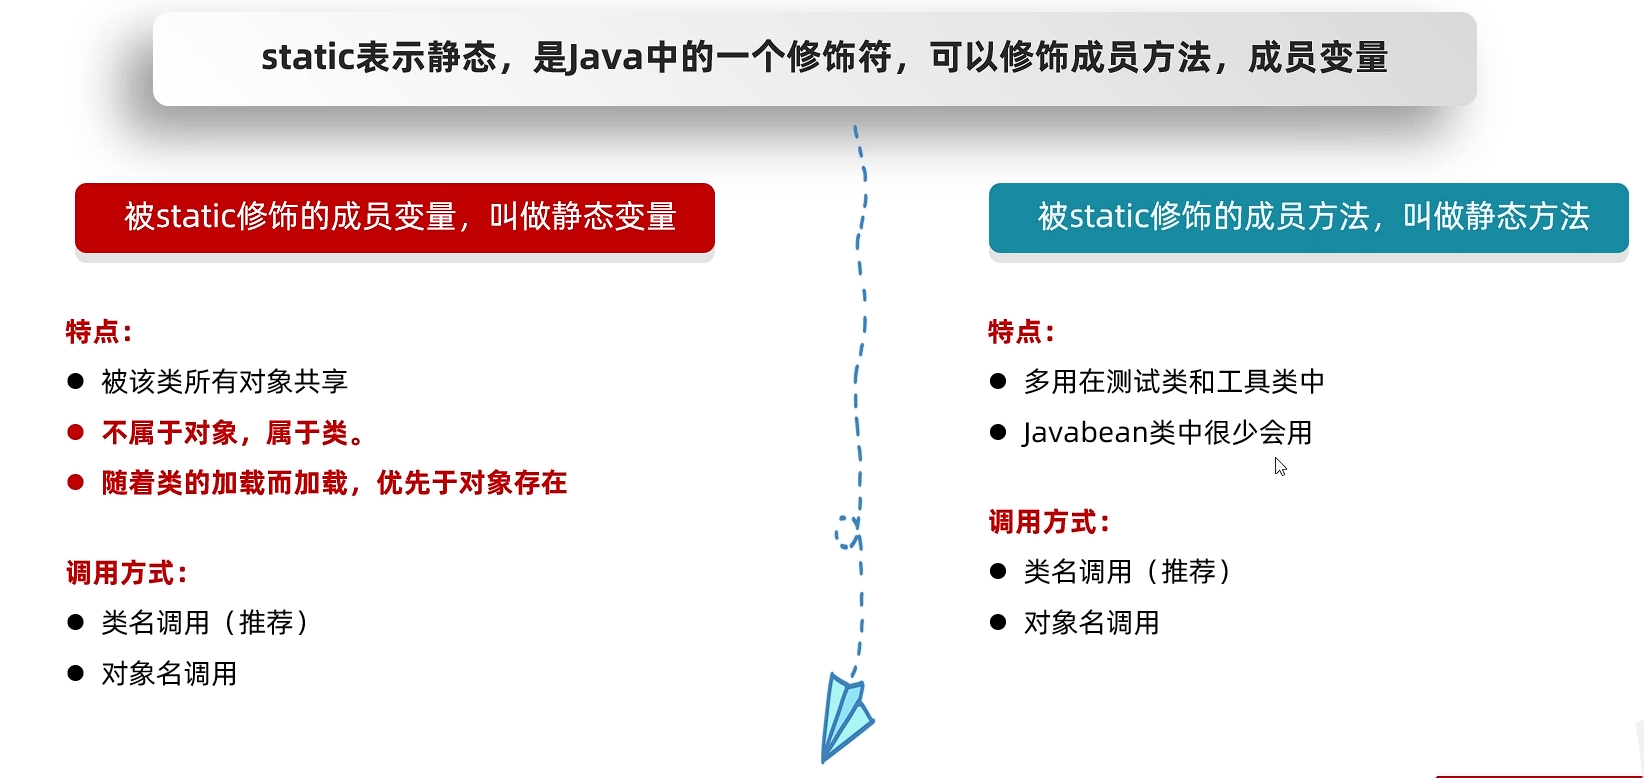 static表示静态，是Java中的一个修饰符，可以修饰成员方法，成员变量
被static修饰的成员变量，叫做静态变量
特点：
被该类所有对象共享
不属于对象，属于类。
随着类的加载而加载，优先于对象存在
调用方式：
类名调用（推荐）
对象名调用
被static修饰的成员方法，叫做静态方法
特点：
多用在测试类和工具类中
Javabean类中很少会用
调用方式：
类名调用（推荐）
对象名调用